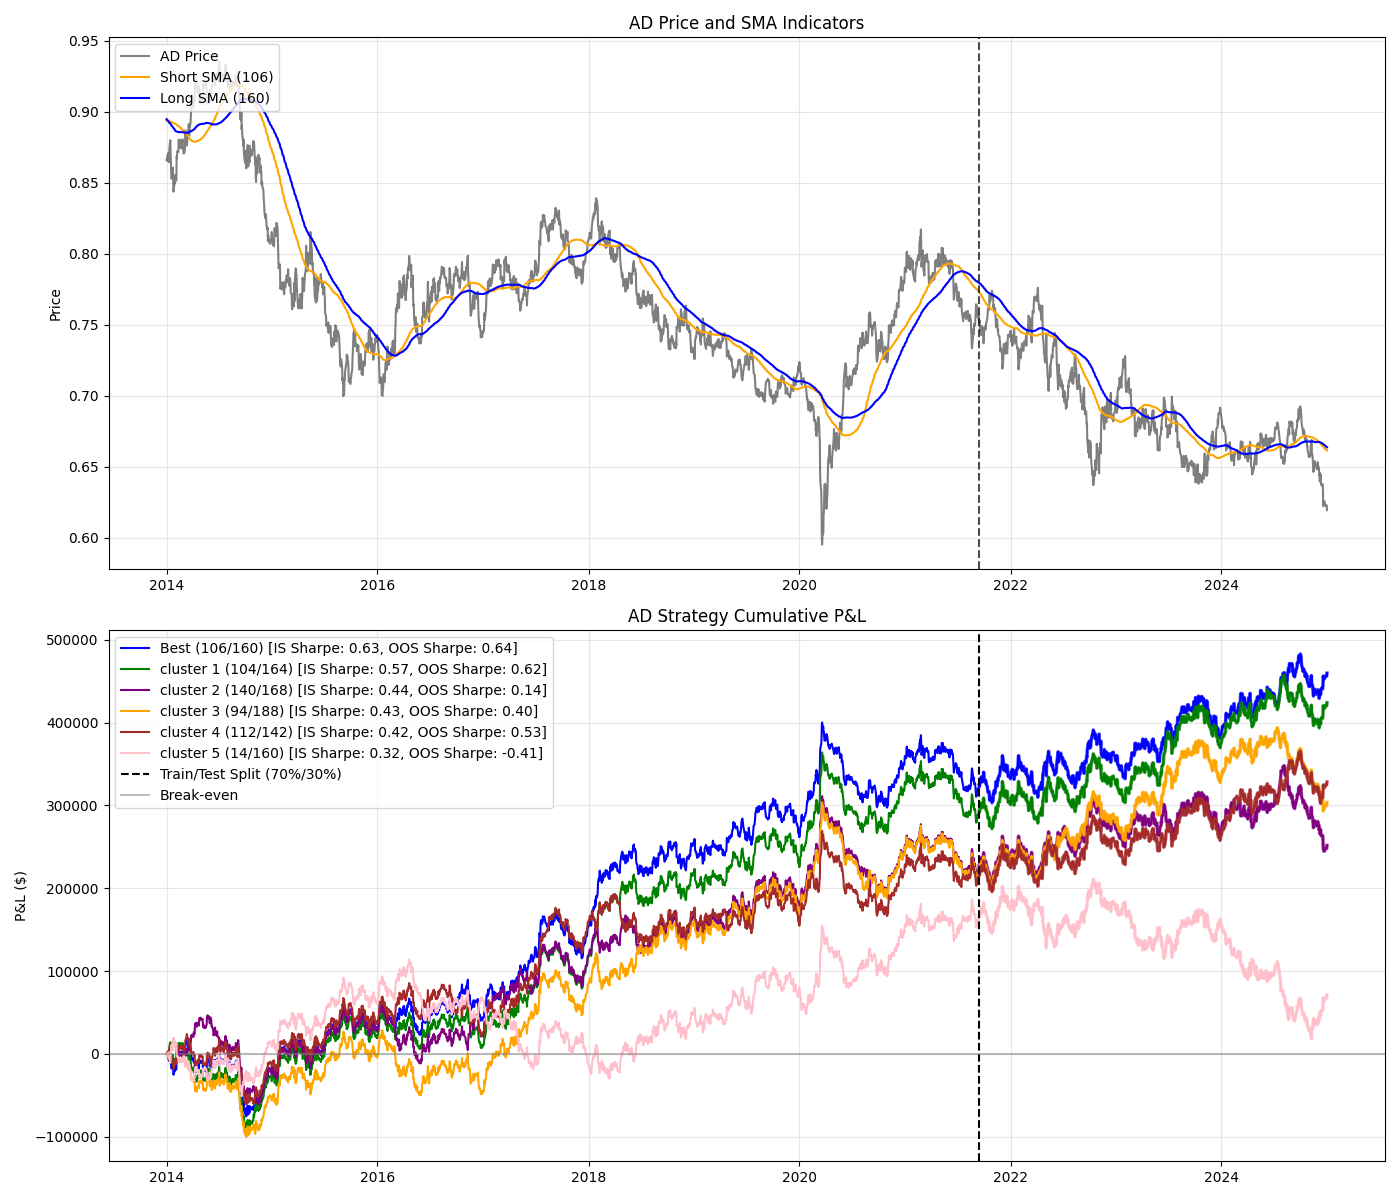 AD Price and SMA Indicators
AD Price
Short SMA (106)
Long SMA (160)
Price
0.95
0.90
0.85
0.80
0.75
0.70
0.65
0.60
2014 2016 2018 2020 2022 2024
AD Strategy Cumulative P&L
Best (106/160) [IS Sharpe: 0.63, OOS Sharpe: 0.64]
cluster 1 (104/164) [IS Sharpe: 0.57, OOS Sharpe: 0.62]
cluster 2 (140/168) [IS Sharpe: 0.44, OOS Sharpe: 0.14]
cluster 3 (94/188) [IS Sharpe: 0.43, OOS Sharpe: 0.40]
cluster 4 (112/142) [IS Sharpe: 0.42, OOS Sharpe: 0.53]
cluster 5 (14/160) [IS Sharpe: 0.32, OOS Sharpe: -0.41]
Train/Test Split (70%/30%)
Break-even
P&L ($)
500000
400000
300000
200000
100000
0
−100000
2014 2016 2018 2020 2022 2024